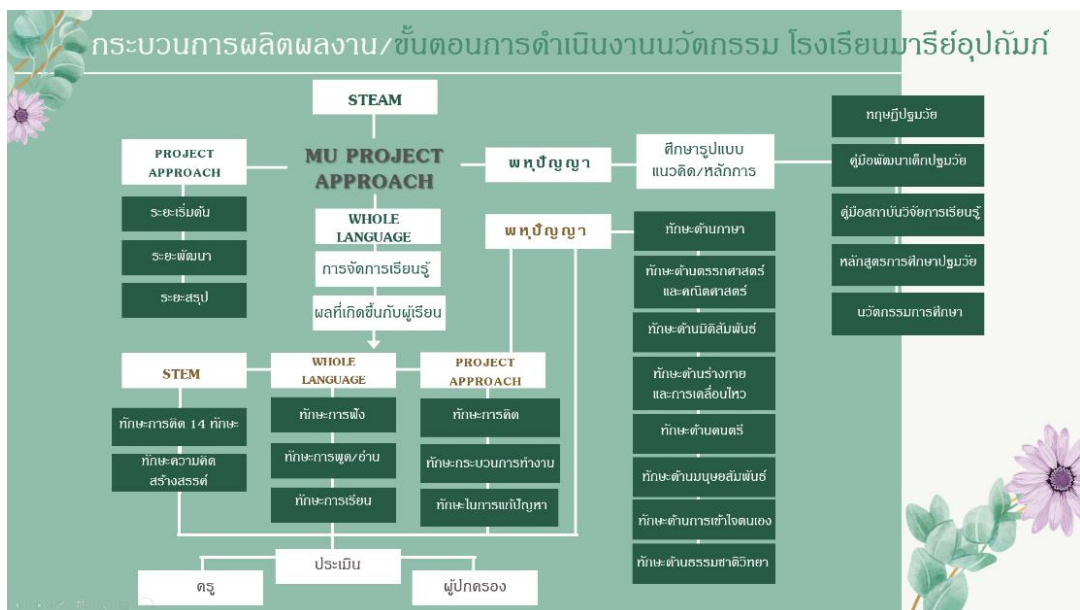 กระบวนการผลิตผลงาน/ขั้นตอนการดำเนินงานนวัตกรรม โรงเรียนมารีย์อุปถัมภ์
STEAM
MU PROJECT
APPROACH
PROJECT
APPROACH
ระยะเริ่มต้น
ระยะพัฒนา
ระยะสรุป
WHOLE
LANGUAGE
การจัดการเรียนรู้
ผลที่เกิดขึ้นกับผู้เรียน
พหุปัญญา
ศึกษารูปแบบ
แนวคิด/หลักการ
ทฤษฎีปฐมวัย
คู่มือพัฒนาเด็กปฐมวัย
คู่มือสถาบันวิจัยการเรียนรู้
หลักสูตรการศึกษาปฐมวัย
นวัตกรรมการศึกษา
พหุปัญญา
ทักษะด้านภาษา
ทักษะด้านตรรกศาสตร์
และคณิตศาสตร์
ทักษะด้านมิติสัมพันธ์
ทักษะด้านร่างกาย
และการเคลื่อนไหว
ทักษะด้านดนตรี
ทักษะด้านมนุษยสัมพันธ์
ทักษะด้านการเข้าใจตนเอง
ทักษะด้านธรรมชาติวิทยา
STEM
ทักษะการคิด 14 ทักษะ
ทักษะความคิด
สร้างสรรค์
WHOLE
LANGUAGE
ทักษะการฟัง
ทักษะการพูด/อ่าน
ทักษะการเรียน
PROJECT
APPROACH
ทักษะการคิด
ทักษะกระบวนการทำงาน
ทักษะในการแก้ปัญหา
ประเมิน
ครู
ผู้ปกครอง